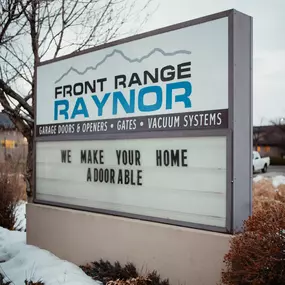 FRONT RANGE
RAYNOR
GARAGE DOORS & OPENERS • GATES • VACUUM SYSTEMS
WE MAKE YOUR HOME
ADOORABLE